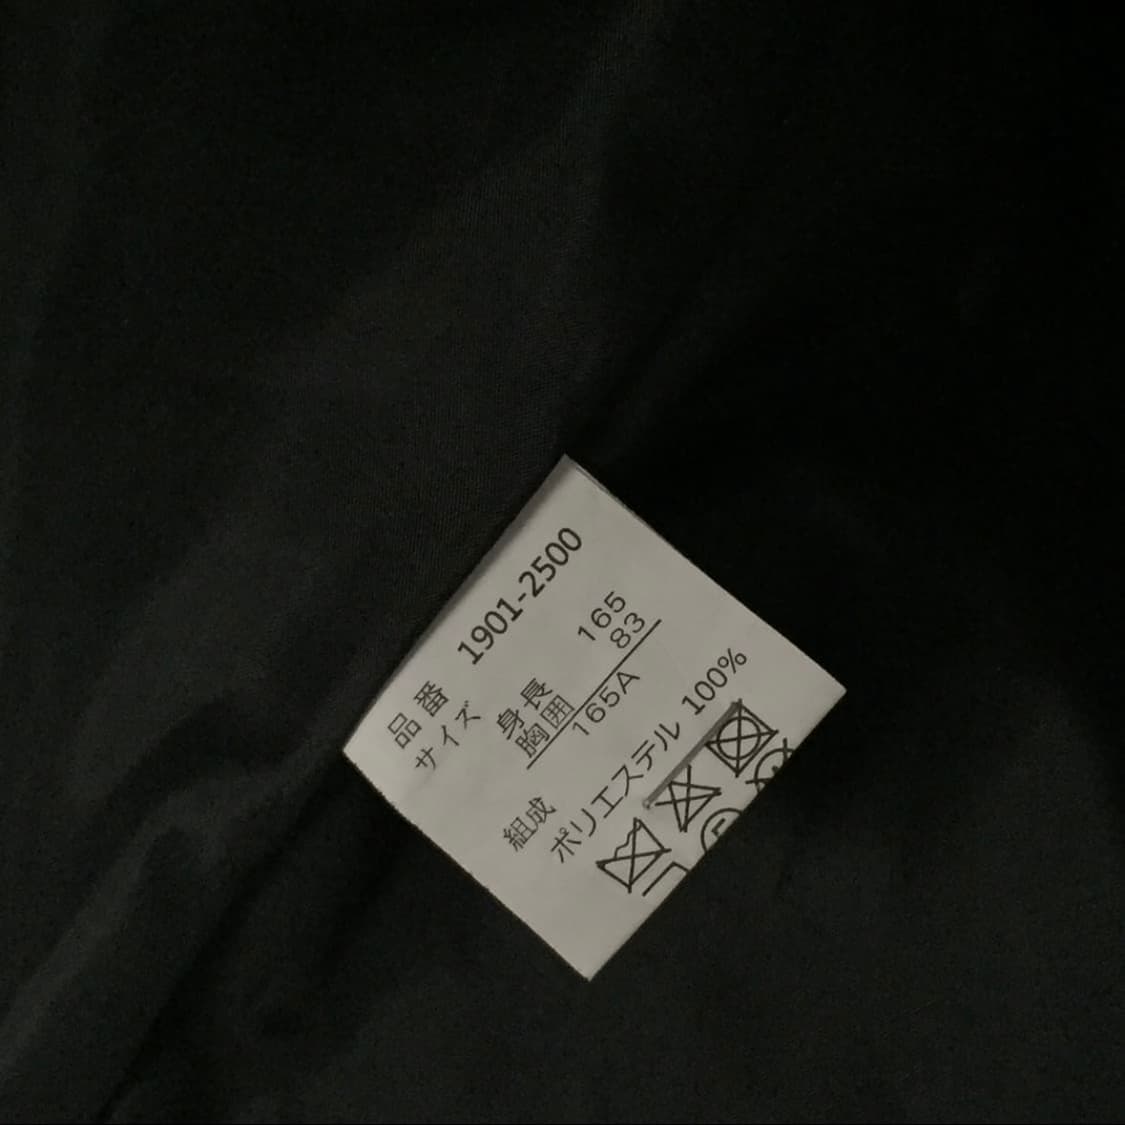 品番 1901-2500
サイズ
身長 165
胸囲 83
165A
組成
ポリエステル 100%